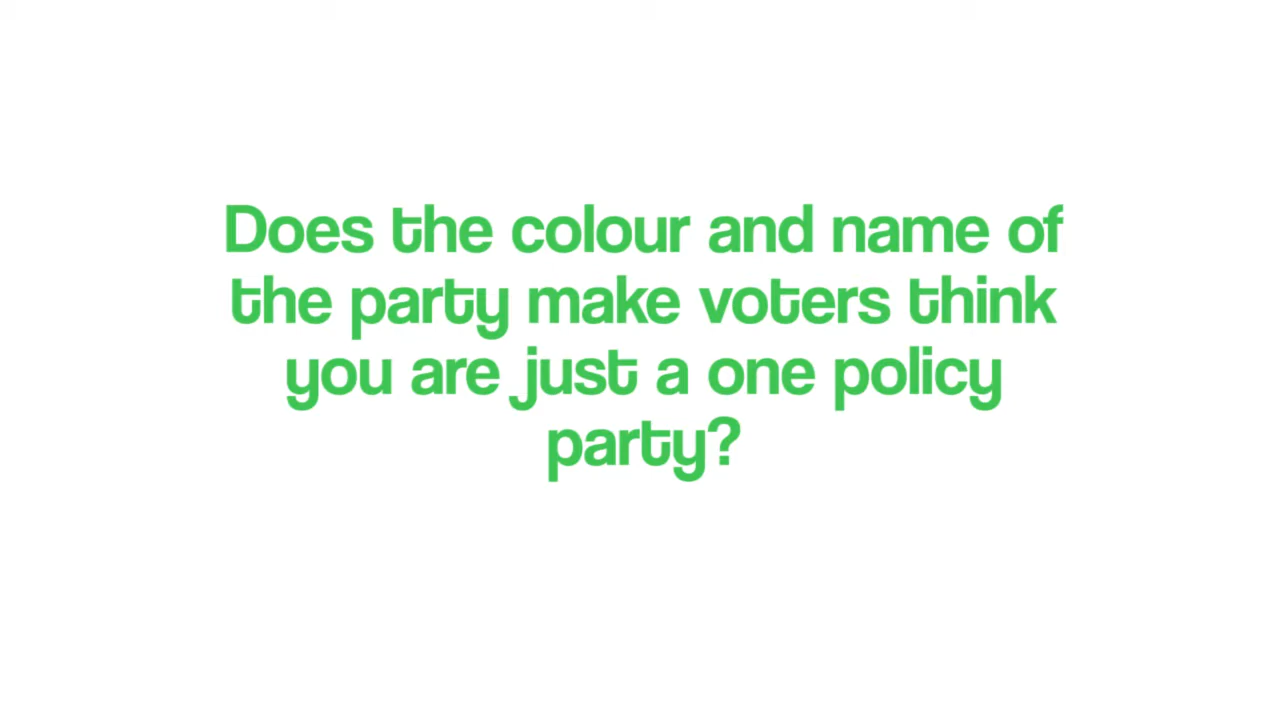 Does the colour and name of
the party make voters think
you are just a one policy
party?